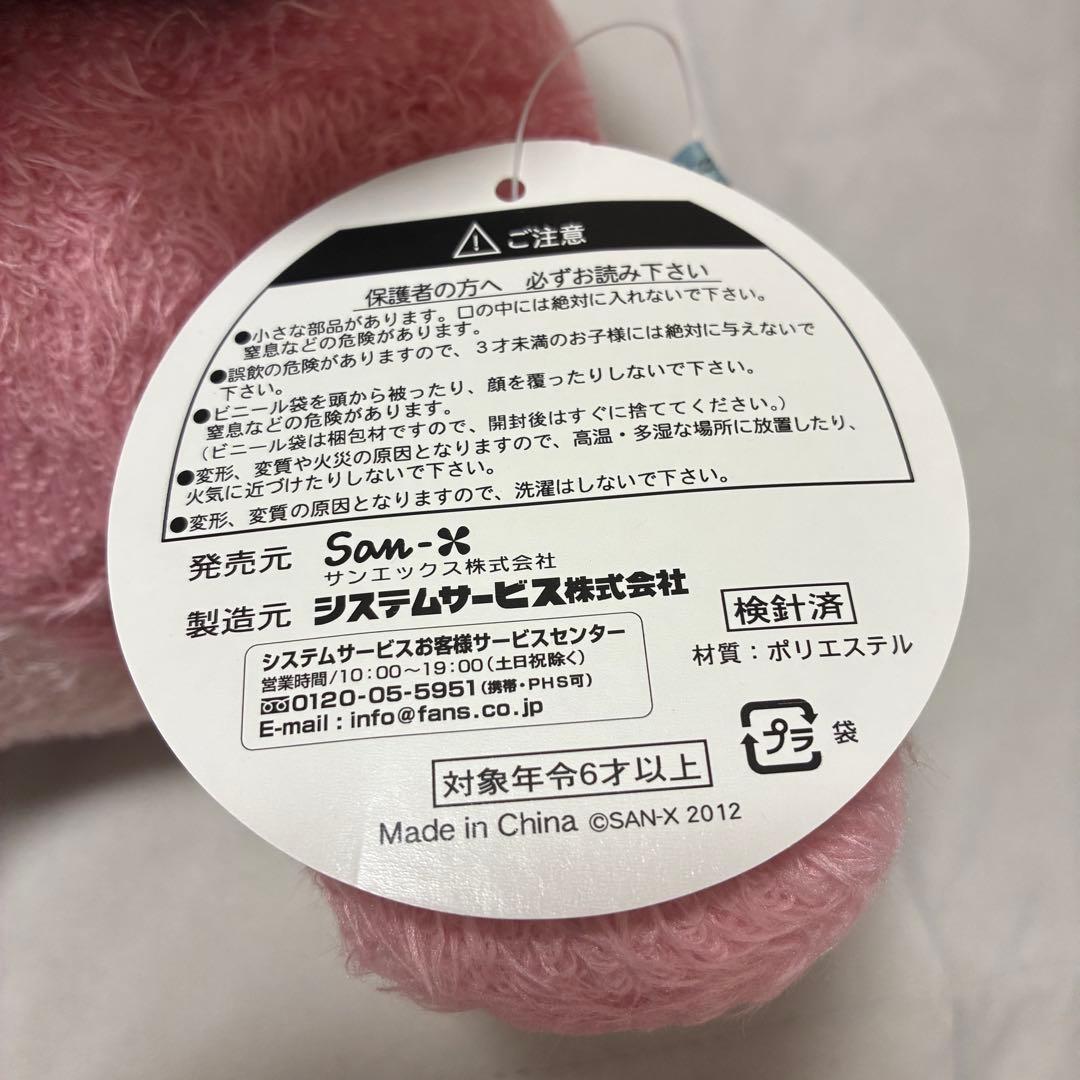 ご注意
保護者の方へ 必ずお読み下さい
●小さな部品があります。口の中には絶対に入れないで下さい。
窒息などの危険があります。
●誤飲の危険がありますので、3才未満のお子様には絶対に与えないで
下さい。
●ビニール袋を頭から被ったり、顔を覆ったりしないで下さい。
窒息などの危険があります。
(ビニール袋は梱包材ですので、開封後はすぐに捨ててください。)
●変形、変質や火災の原因となりますので、高温・多湿な場所に放置したり、
火気に近づけたりしないで下さい。
●変形、変質の原因となりますので、洗濯はしないで下さい。
発売元 San-X
サンエックス株式会社
製造元 システムサービス株式会社
システムサービスお客様サービスセンター
営業時間/10:00〜19:00(土日祝除く)
0120-05-5951(携帯・PHS可)
E-mail : info@fans.co.jp
検針済
材質:ポリエステル
プラ 袋
対象年令6才以上
Made in China ©SAN-X 2012